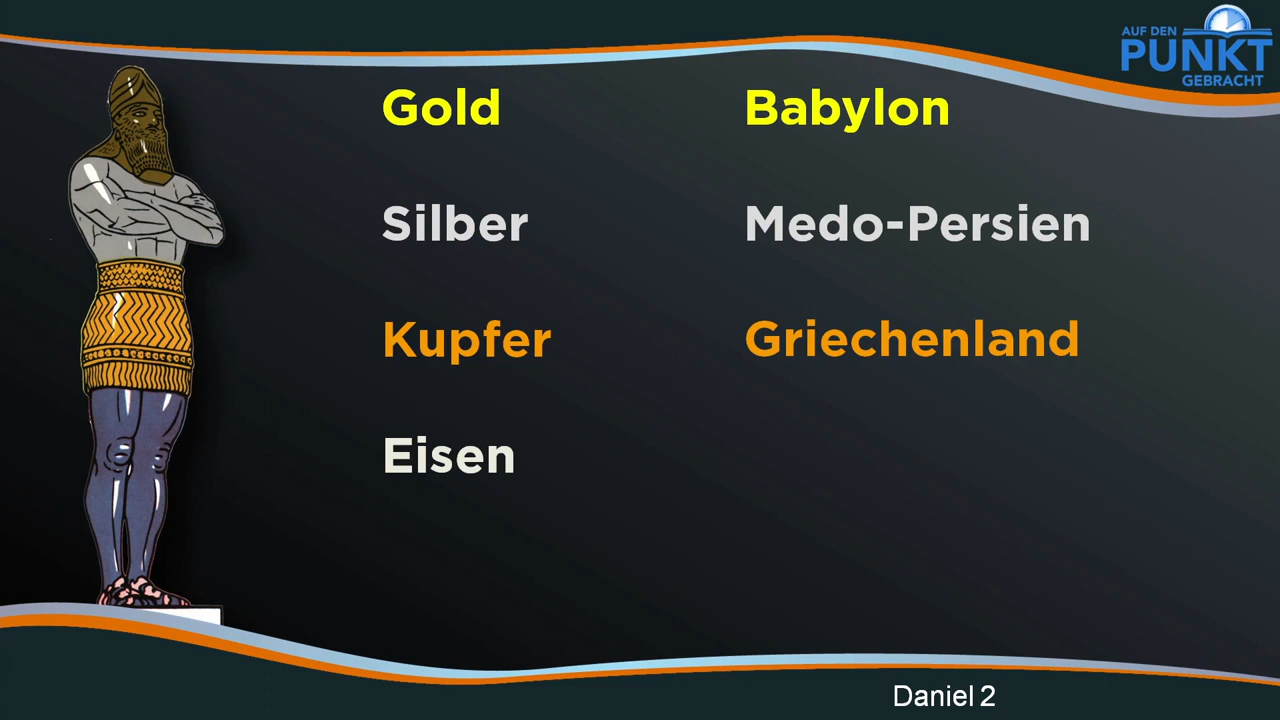 AUF DEN
PUNKT
GEBRACHT
Gold Babylon
Silber Medo-Persien
Kupfer Griechenland
Eisen
Daniel 2